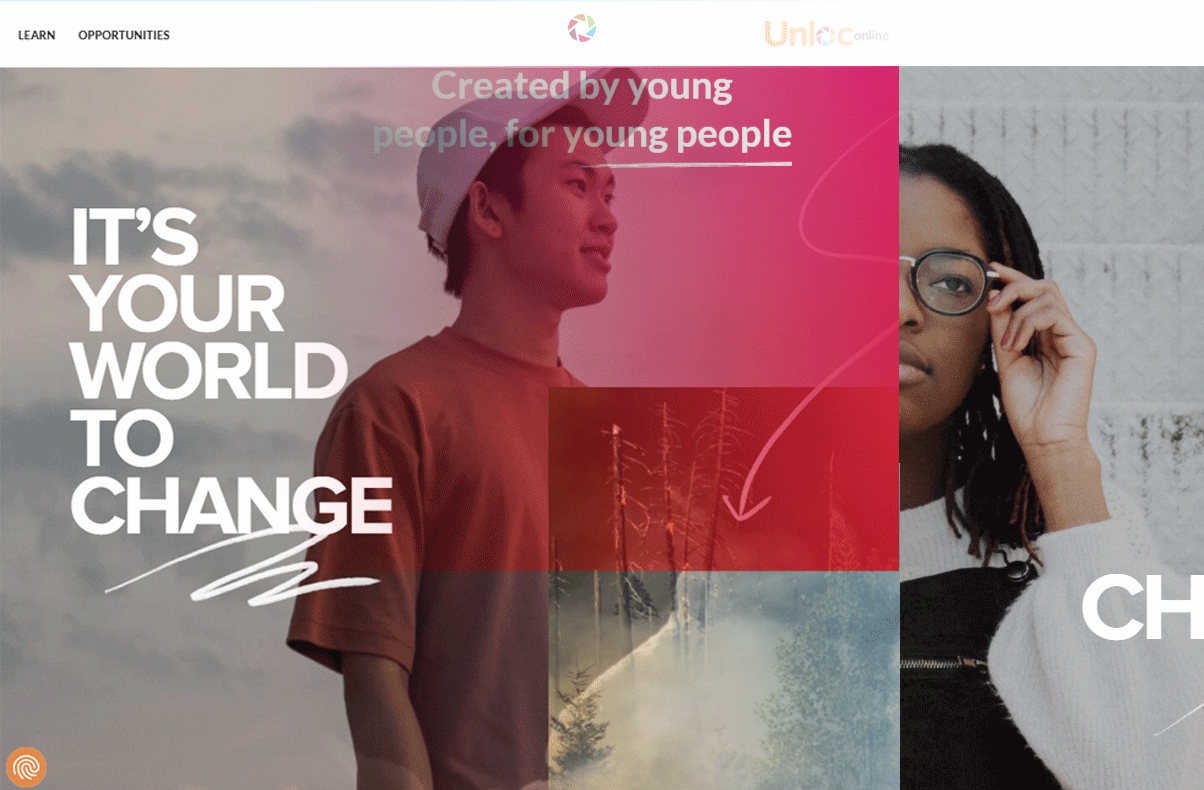 LEARN OPPORTUNITIES
Unloc online
Created by young
people, for young people
IT'S
YOUR
WORLD
TO
CHANGE
CH